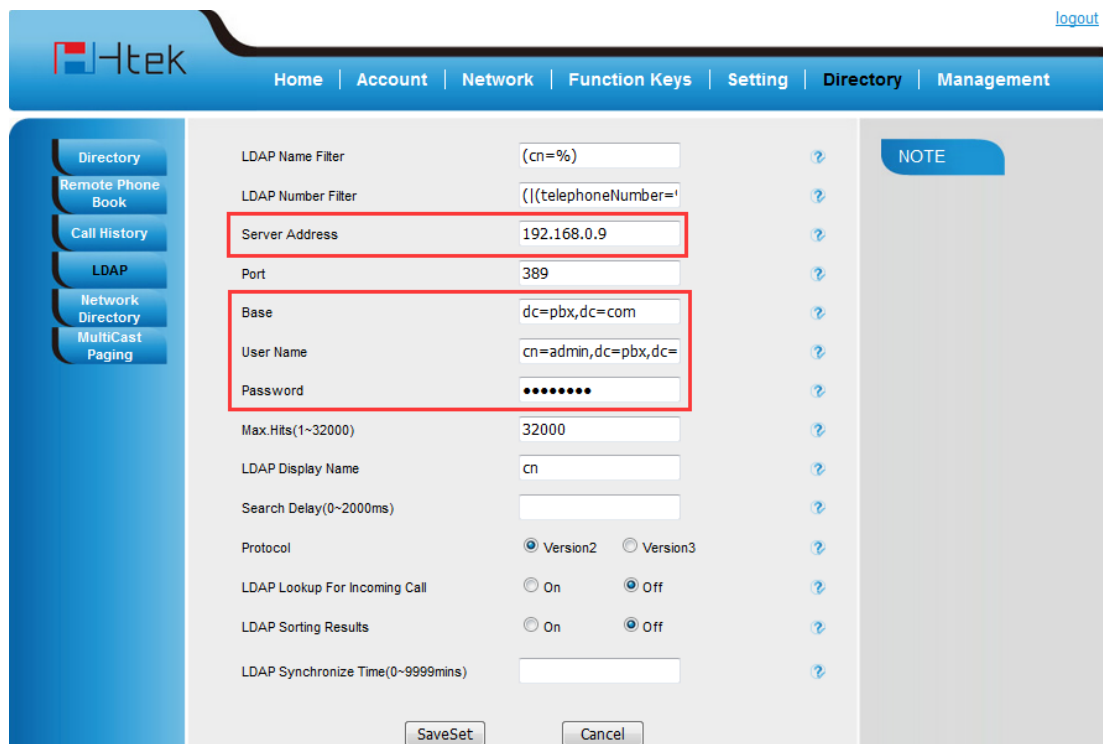 logout
Htek
Home Account Network Function Keys Setting Directory Management
Directory
Remote Phone
Book
Call History
LDAP
Network
Directory
MultiCast
Paging
NOTE
LDAP Name Filter (cn=%)
LDAP Number Filter (|(telephoneNumber=
Server Address 192.168.0.9
Port 389
Base dc=pbx,dc=com
User Name cn=admin,dc=pbx,dc=
Password ••••••••
Max.Hits(1~32000) 32000
LDAP Display Name cn
Search Delay(0~2000ms)
Protocol Version2 Version3
LDAP Lookup For Incoming Call On Off
LDAP Sorting Results On Off
LDAP Synchronize Time(0~9999mins)
SaveSet Cancel